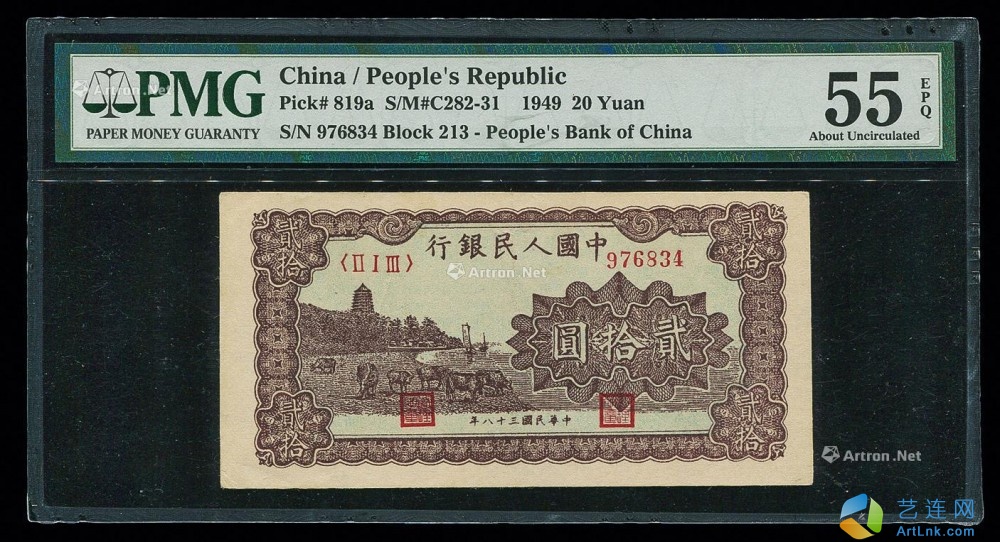 PMG
PAPER MONEY GUARANTY
China / People's Republic
Pick# 819a S/M#C282-31 1949 20 Yuan
S/N 976834 Block 213 - People's Bank of China
55
EPQ
About Uncirculated
行銀民人國中
〈II I III〉
976834
貳拾
貳拾
圓拾貳
貳拾
貳拾
年八十三國民華中
Artron.Net
Artron.Net
Artron.Net
艺连网
ArtLnk.com